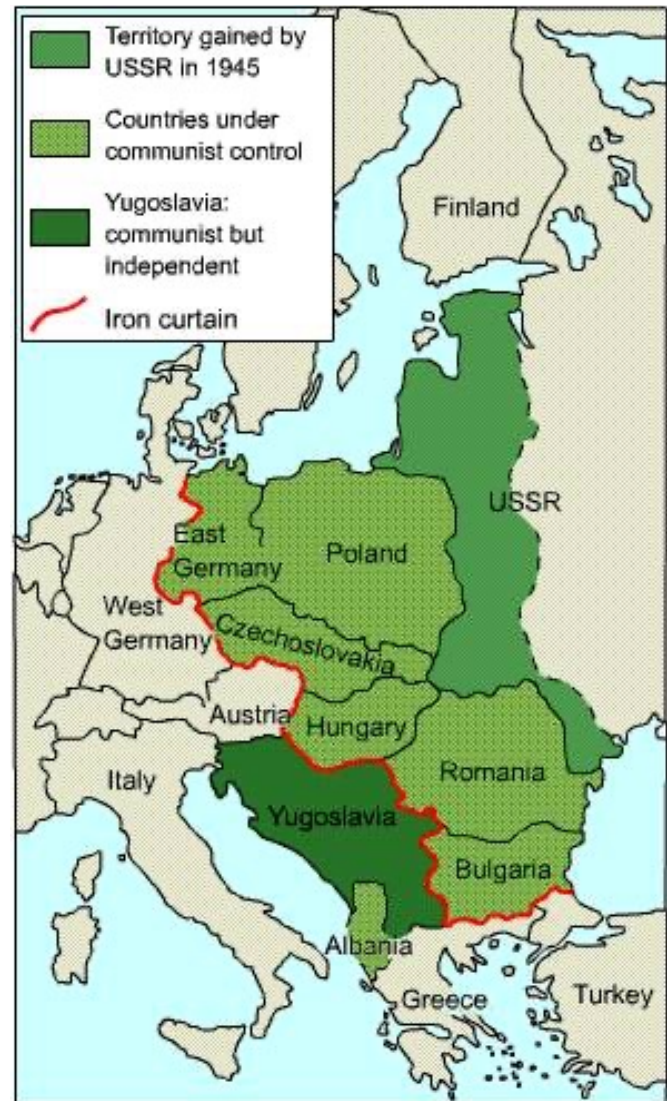 Territory gained by
USSR in 1945
Countries under
communist control
Yugoslavia:
communist but
independent
Iron curtain
Finland
USSR
East
Germany
Poland
West
Germany
Czechoslovakia
Austria
Hungary
Italy
Romania
Yugoslavia
Bulgaria
Albania
Greece
Turkey